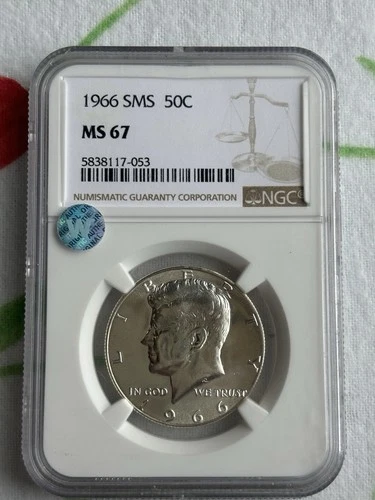 1966 SMS 50C
MS 67
5838117-053
NUMISMATIC GUARANTY CORPORATION
NGC
W
LIBERTY
IN GOD WE TRUST
1966